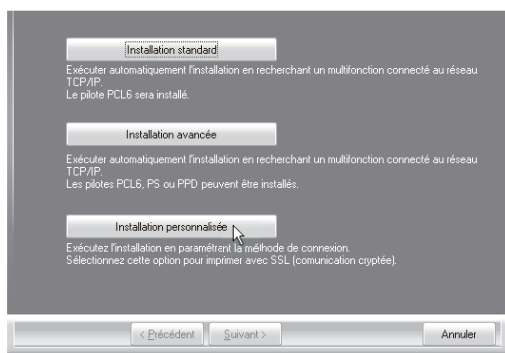 Installation standard
Exécuter automatiquement l'installation en recherchant un multifonction connecté au réseau
TCP/IP.
Le pilote PCL6 sera installé.
Installation avancée
Exécuter automatiquement l'installation en recherchant un multifonction connecté au réseau
TCP/IP.
Les pilotes PCL6, PS ou PPD peuvent être installés.
Installation personnalisée
Exécutez l'installation en paramétrant la méthode de connexion.
Sélectionnez cette option pour imprimer avec SSL (comunication cryptée).
< Précédent
Suivant >
Annuler